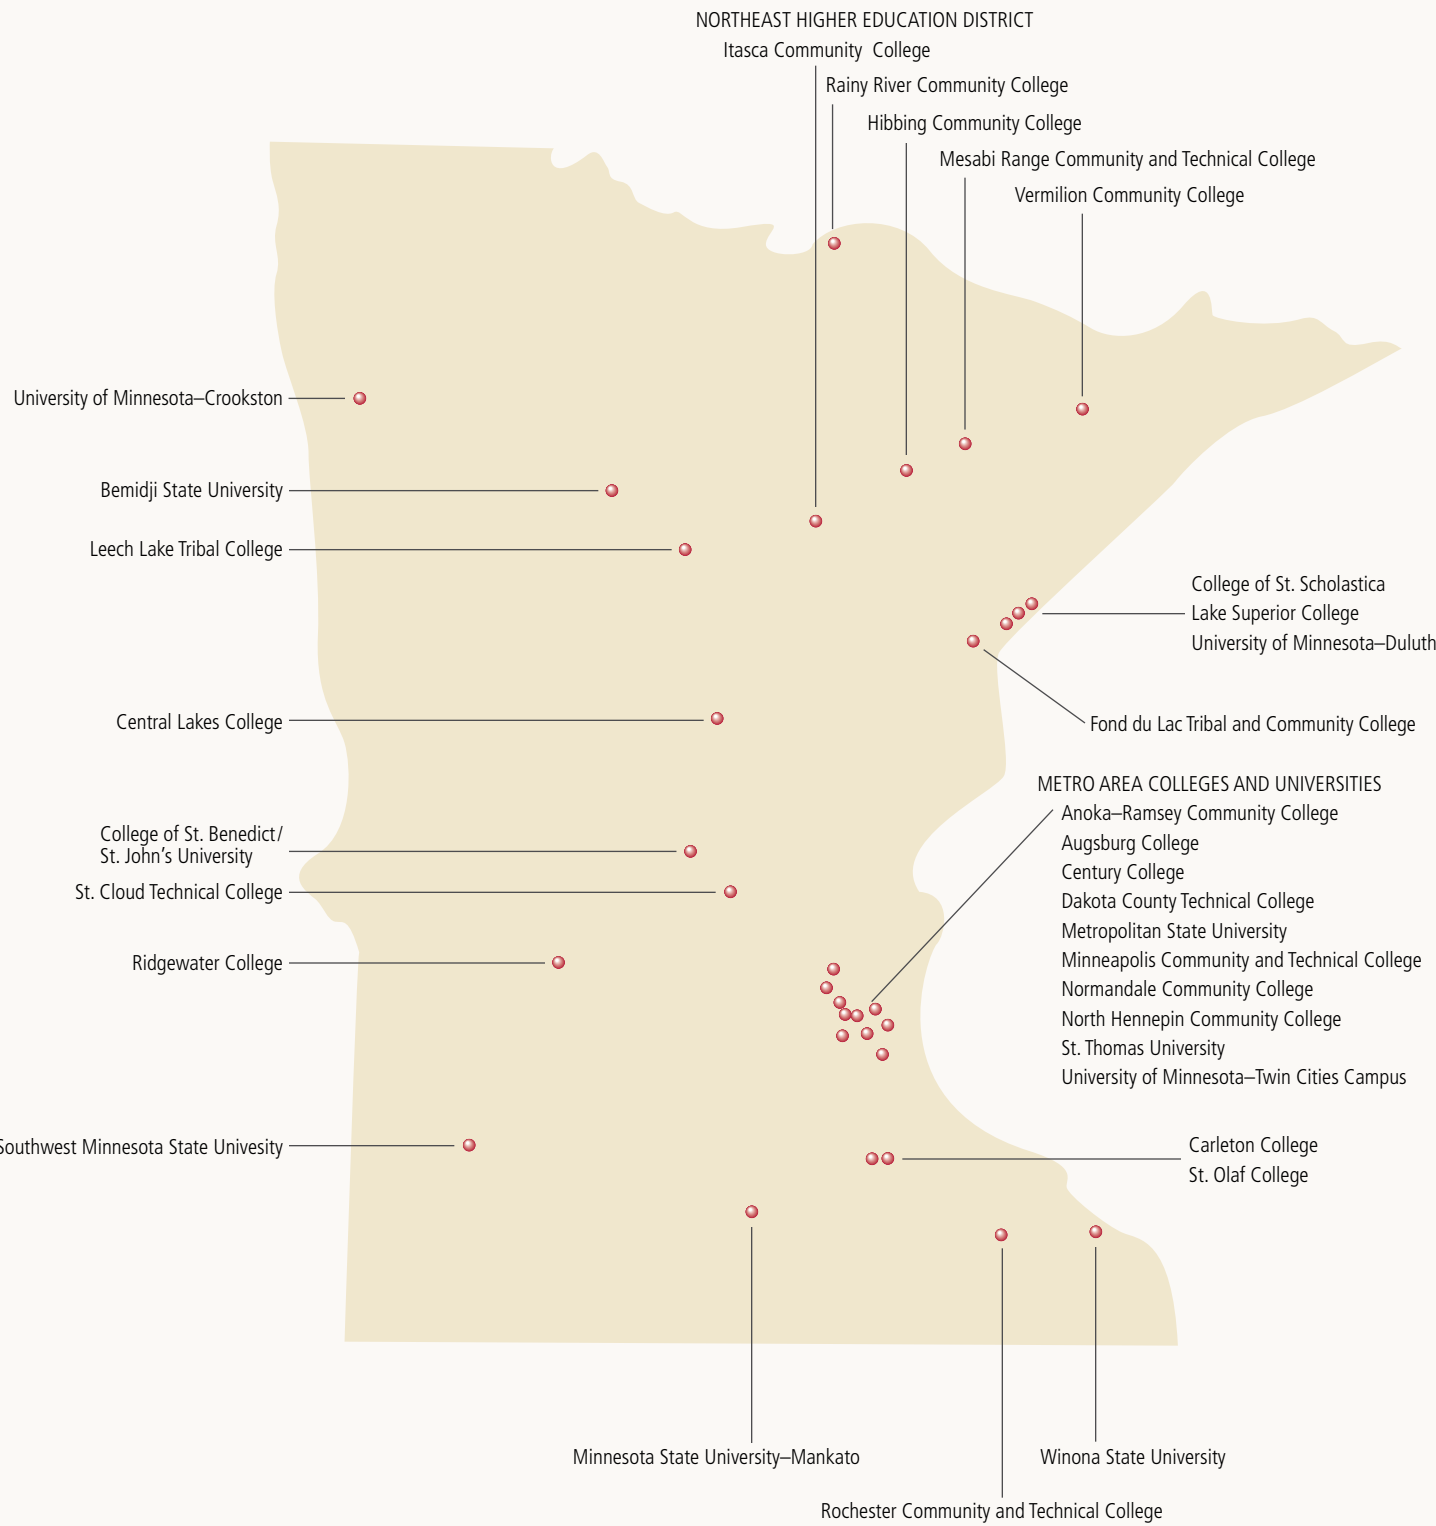 NORTHEAST HIGHER EDUCATION DISTRICT
Itasca Community College
Rainy River Community College
Hibbing Community College
Mesabi Range Community and Technical College
Vermilion Community College
University of Minnesota–Crookston
Bemidji State University
Leech Lake Tribal College
College of St. Scholastica
Lake Superior College
University of Minnesota–Duluth
Central Lakes College
Fond du Lac Tribal and Community College
METRO AREA COLLEGES AND UNIVERSITIES
Anoka–Ramsey Community College
Augsburg College
Century College
Dakota County Technical College
Metropolitan State University
Minneapolis Community and Technical College
Normandale Community College
North Hennepin Community College
St. Thomas University
University of Minnesota–Twin Cities Campus
College of St. Benedict/
St. John's University
St. Cloud Technical College
Ridgewater College
Southwest Minnesota State Univesity
Carleton College
St. Olaf College
Minnesota State University–Mankato
Winona State University
Rochester Community and Technical College